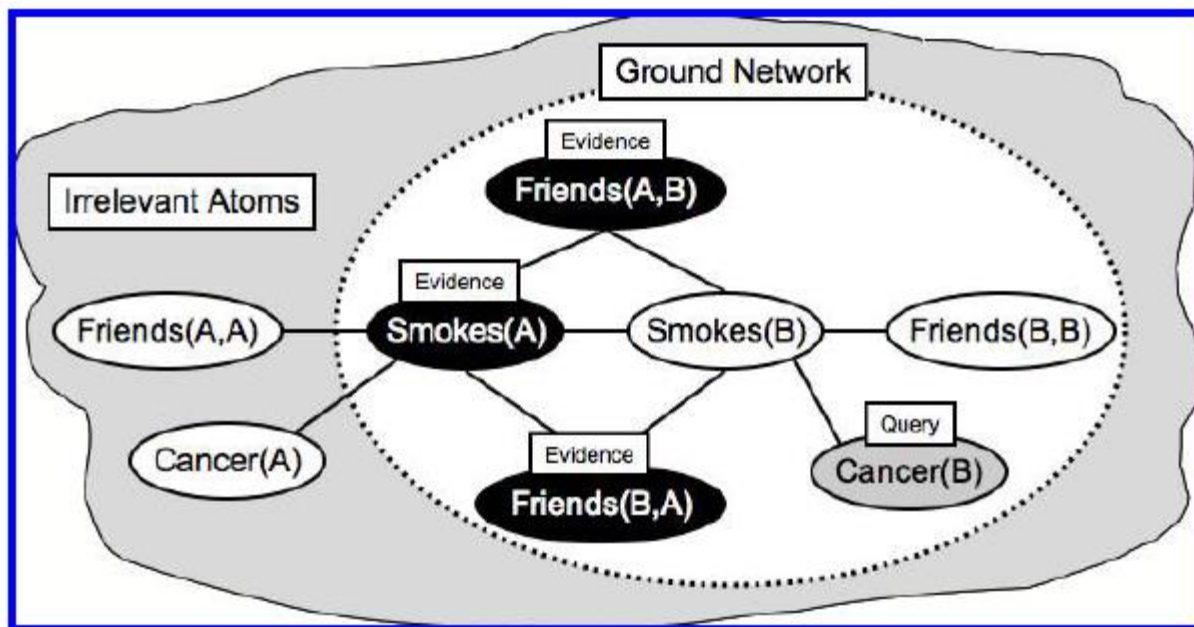 Ground Network
Evidence
Friends(A,B)
Irrelevant Atoms
Evidence
Friends(A,A)
Smokes(A)
Smokes(B)
Friends(B,B)
Query
Cancer(A)
Evidence
Cancer(B)
Friends(B,A)